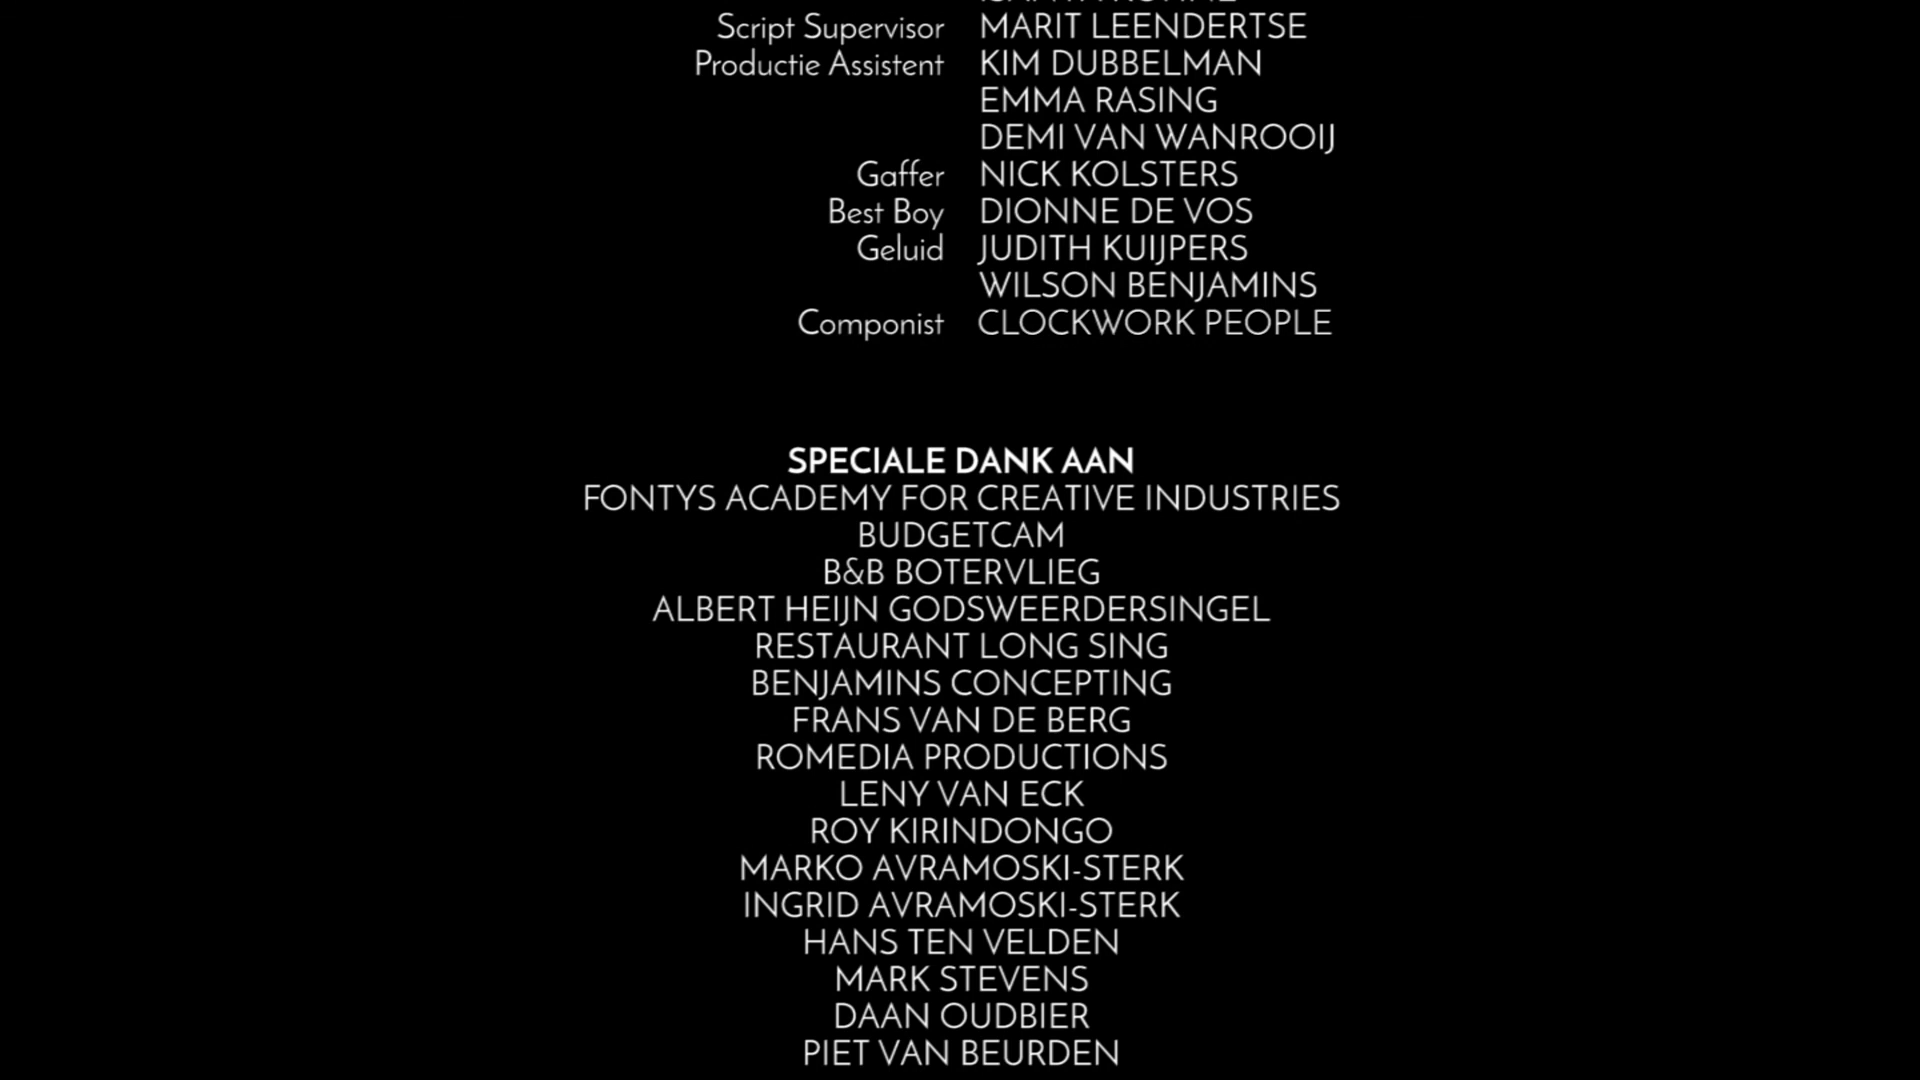 Script Supervisor MARIT LEENDERTSE
Productie Assistent KIM DUBBELMAN
EMMA RASING
DEMI VAN WANROOIJ
Gaffer NICK KOLSTERS
Best Boy DIONNE DE VOS
Geluid JUDITH KUIJPERS
WILSON BENJAMINS
Componist CLOCKWORK PEOPLE
SPECIALE DANK AAN
FONTYS ACADEMY FOR CREATIVE INDUSTRIES
BUDGETCAM
B&B BOTERVLIEG
ALBERT HEIJN GODSWEERDERSINGEL
RESTAURANT LONG SING
BENJAMINS CONCEPTING
FRANS VAN DE BERG
ROMEDIA PRODUCTIONS
LENY VAN ECK
ROY KIRINDONGO
MARKO AVRAMOSKI-STERK
INGRID AVRAMOSKI-STERK
HANS TEN VELDEN
MARK STEVENS
DAAN OUDBIER
PIET VAN BEURDEN